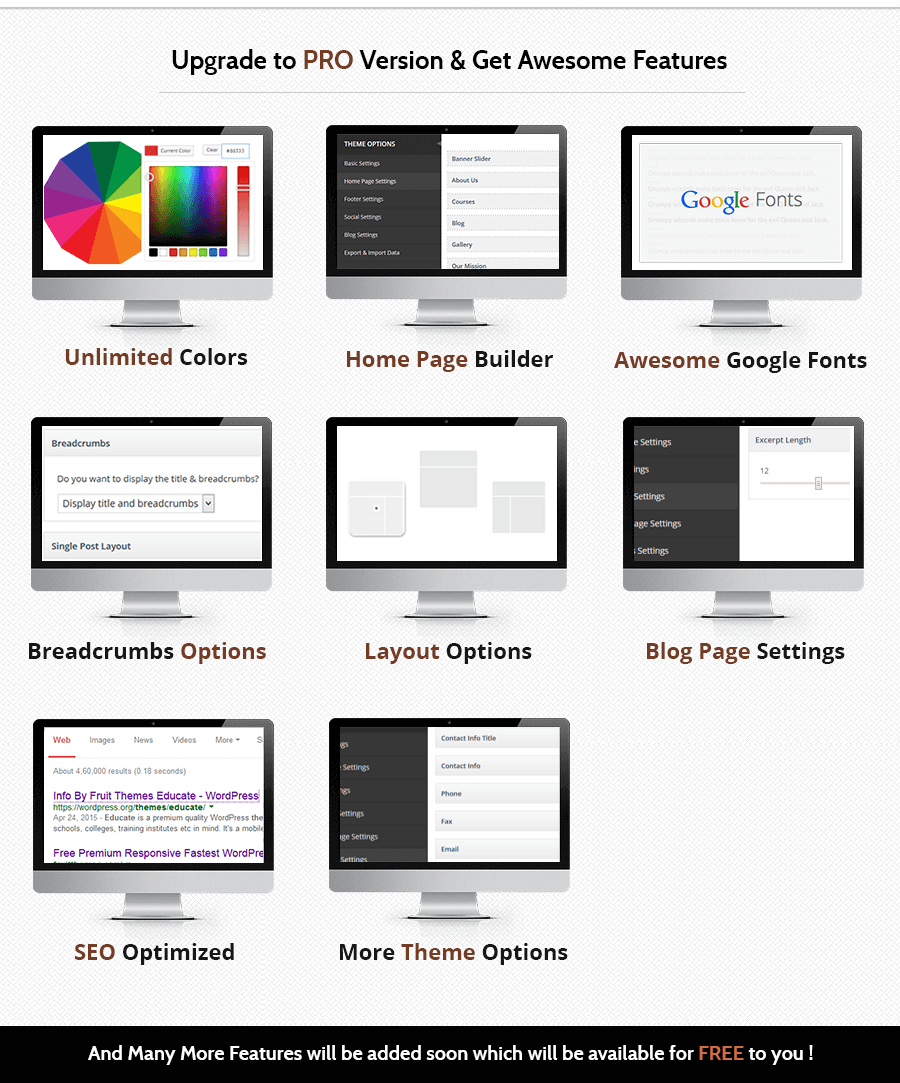 Upgrade to PRO Version & Get Awesome Features
Current Color
Clear
#dd3333
Unlimited Colors
THEME OPTIONS
Basic Settings
Home Page Settings
Footer Settings
Social Settings
Blog Settings
Export & Import Data
Banner Slider
About Us
Courses
Blog
Gallery
Our Mission
Home Page Builder
Google Fonts
Awesome Google Fonts
Breadcrumbs
Do you want to display the title & breadcrumbs?
Display title and breadcrumbs
Single Post Layout
Breadcrumbs Options
Layout Options
e Settings
ings
Settings
age Settings
s Settings
Excerpt Length
12
Blog Page Settings
Web Images News Videos More S
About 4,60,000 results (0.18 seconds)
Info By Fruit Themes Educate - WordPress
https://wordpress.org/themes/educate/
Apr 24, 2015 - Educate is a premium quality WordPress the
schools, colleges, training institutes etc in mind. It's a mobile
Free Premium Responsive Fastest WordPre
SEO Optimized
gs
e Settings
ngs
ettings
ge Settings
Settings
Contact Info Title
Contact Info
Phone
Fax
Email
More Theme Options
And Many More Features will be added soon which will be available for FREE to you !